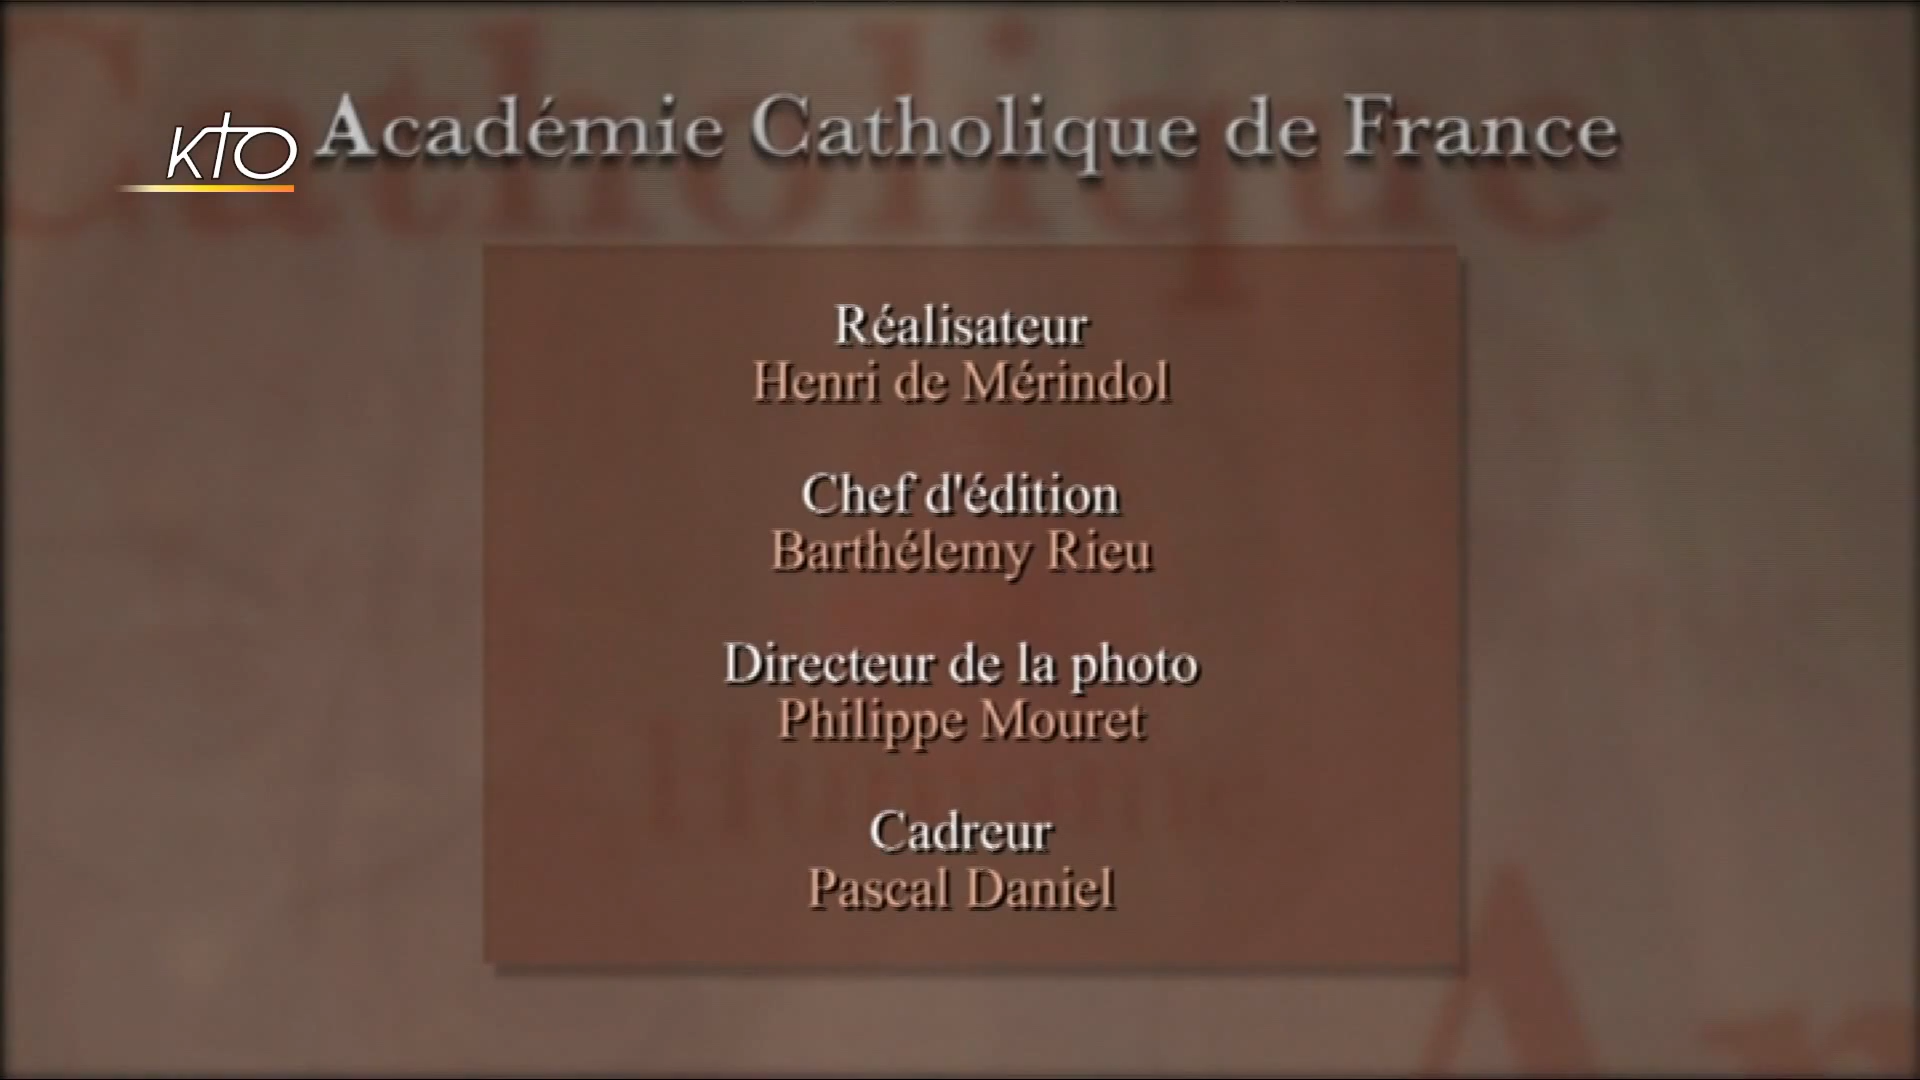 KTO
Académie Catholique de France
Catholique
Réalisateur
Henri de Mérindol
Chef d'édition
Barthélemy Rieu
Directeur de la photo
Philippe Mouret
Cadreur
Pascal Daniel